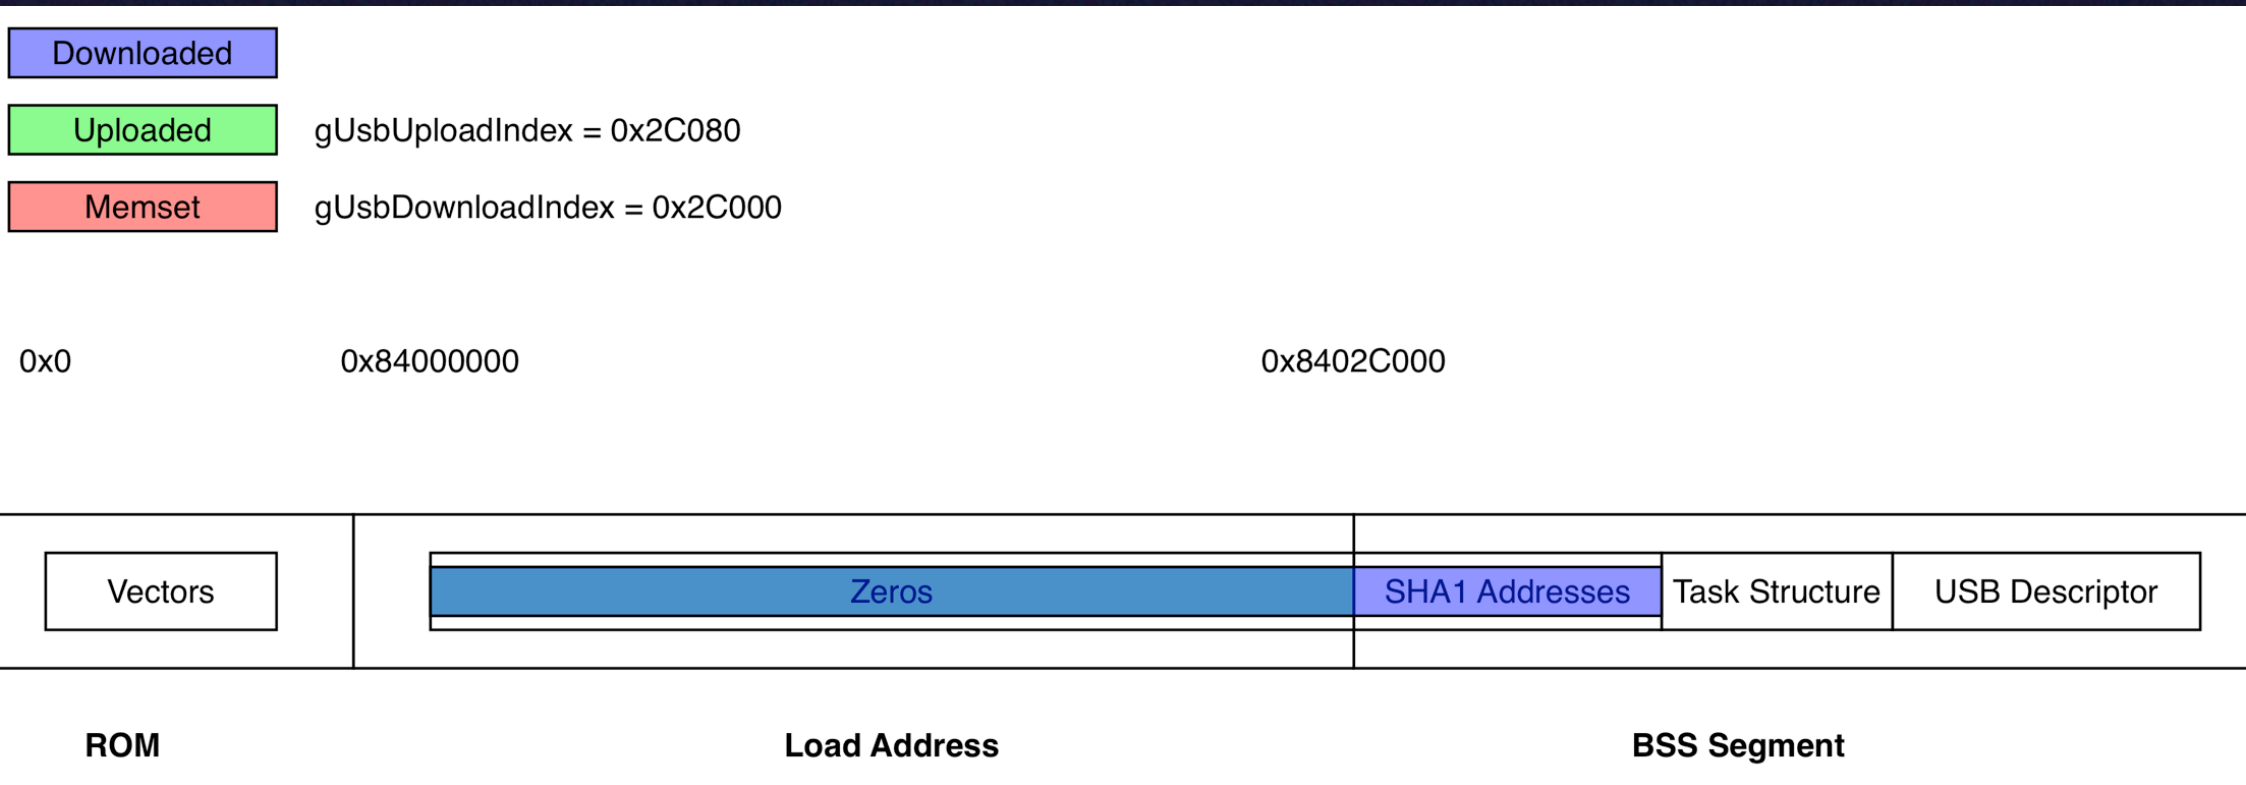 Downloaded
Uploaded gUsbUploadIndex = 0x2C080
Memset gUsbDownloadIndex = 0x2C000
0x0 0x84000000 0x8402C000
Vectors Zeros SHA1 Addresses Task Structure USB Descriptor
ROM Load Address BSS Segment